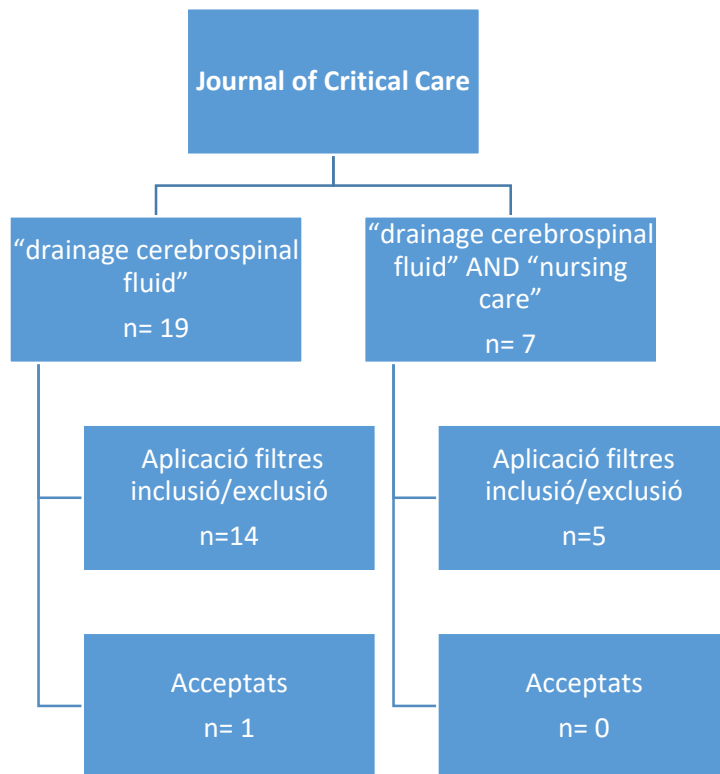 Journal of Critical Care
“drainage cerebrospinal
fluid”
n= 19
“drainage cerebrospinal
fluid” AND “nursing
care”
n= 7
Aplicació filtres
inclusió/exclusió
n=14
Aplicació filtres
inclusió/exclusió
n=5
Acceptats
n= 1
Acceptats
n= 0